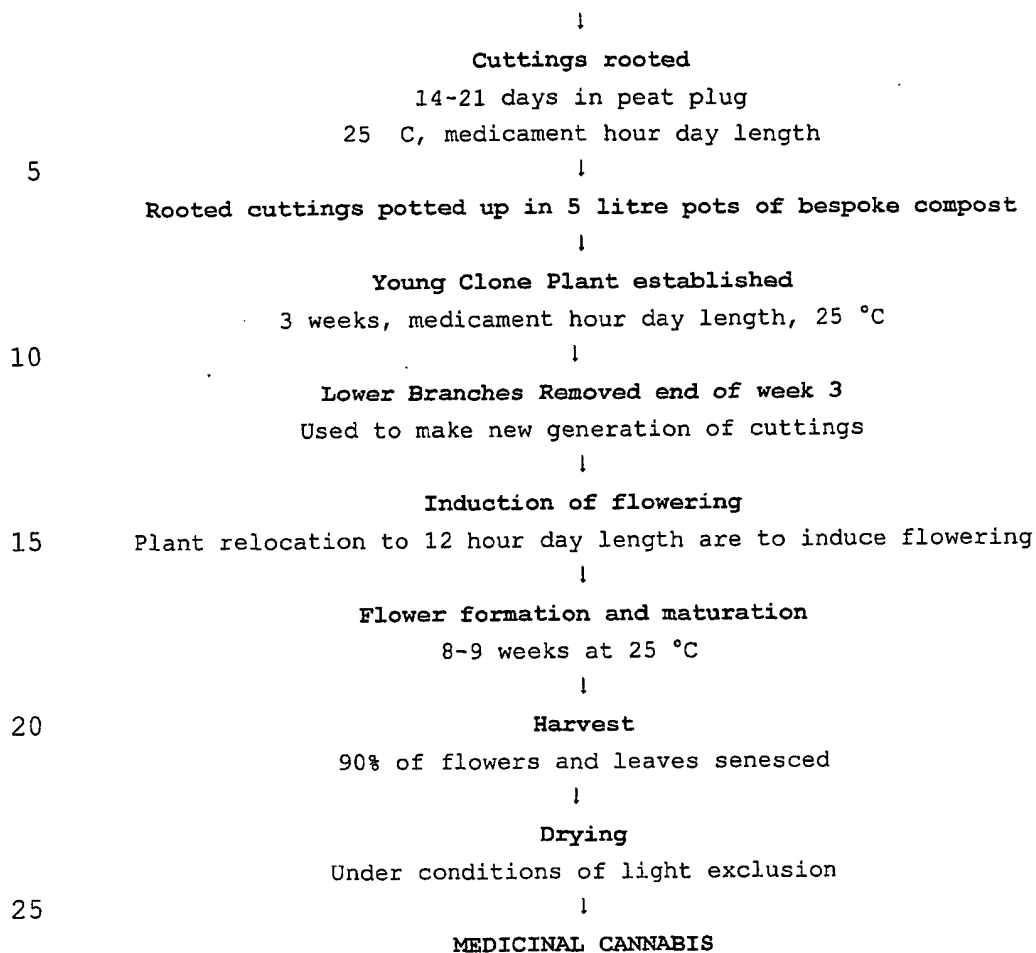 ↓
Cuttings rooted
14-21 days in peat plug
25 C, medicament hour day length
5
↓
Rooted cuttings potted up in 5 litre pots of bespoke compost
↓
Young Clone Plant established
3 weeks, medicament hour day length, 25 °C
10
↓
Lower Branches Removed end of week 3
Used to make new generation of cuttings
↓
Induction of flowering
15 Plant relocation to 12 hour day length are to induce flowering
↓
Flower formation and maturation
8-9 weeks at 25 °C
↓
20 Harvest
90% of flowers and leaves senesced
↓
Drying
Under conditions of light exclusion
25 ↓
MEDICINAL CANNABIS